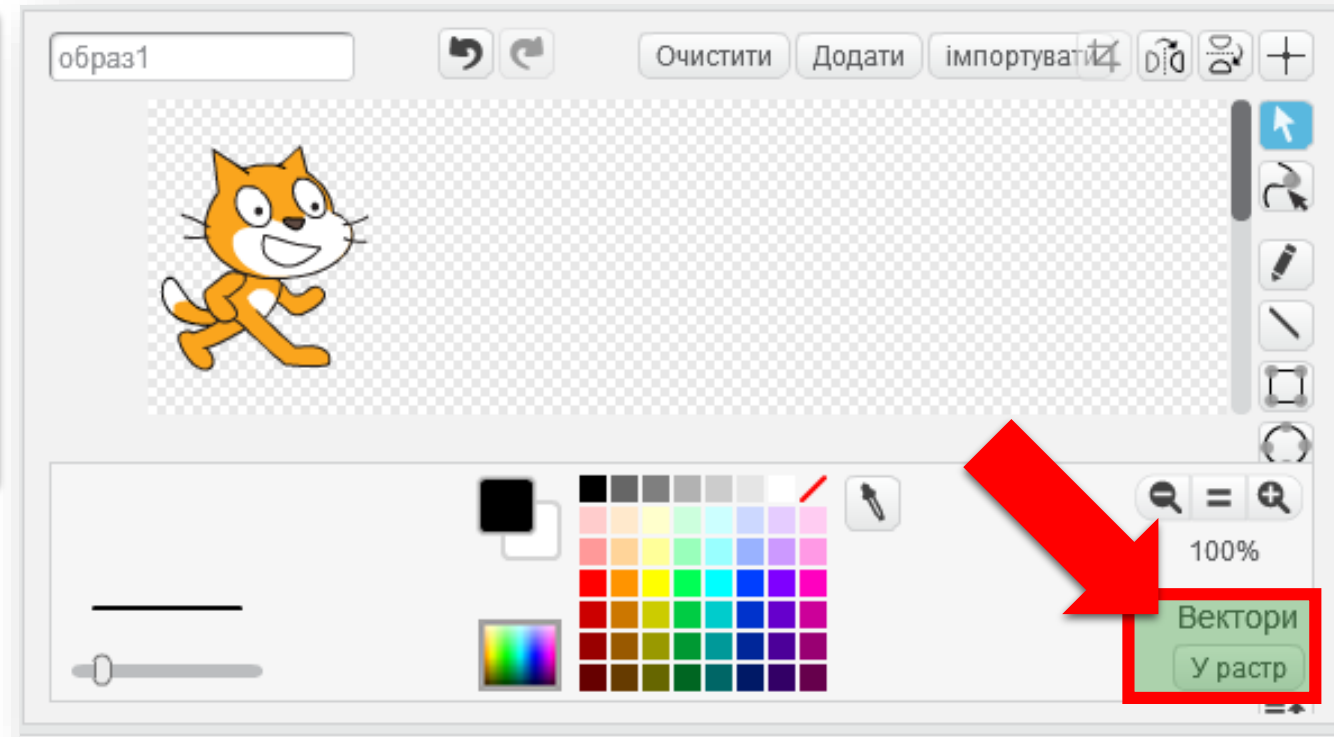 образ1
Очистити
Додати
імпортувати
100%
Вектори
У растр